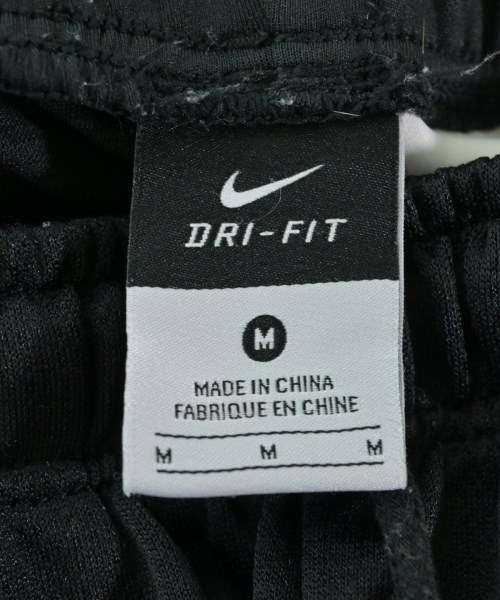 DRI-FIT
M
MADE IN CHINA
FABRIQUE EN CHINE
M M M